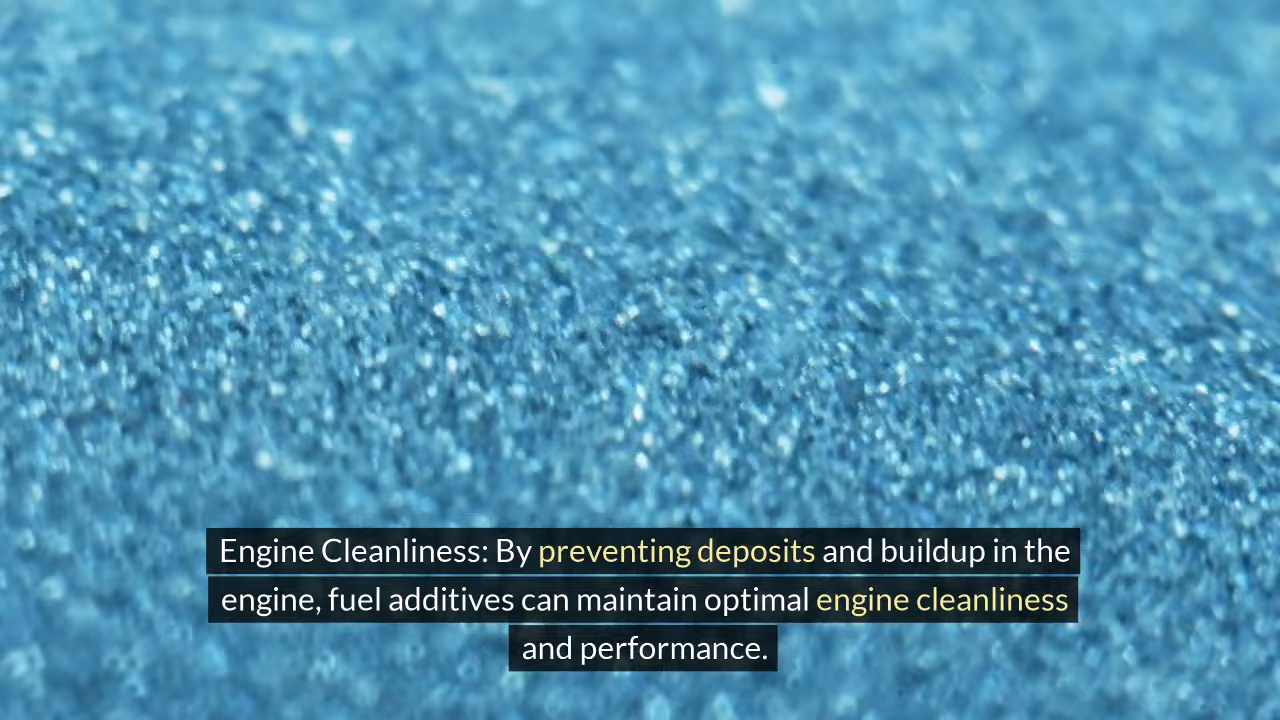 Engine Cleanliness: By preventing deposits and buildup in the
engine, fuel additives can maintain optimal engine cleanliness
and performance.